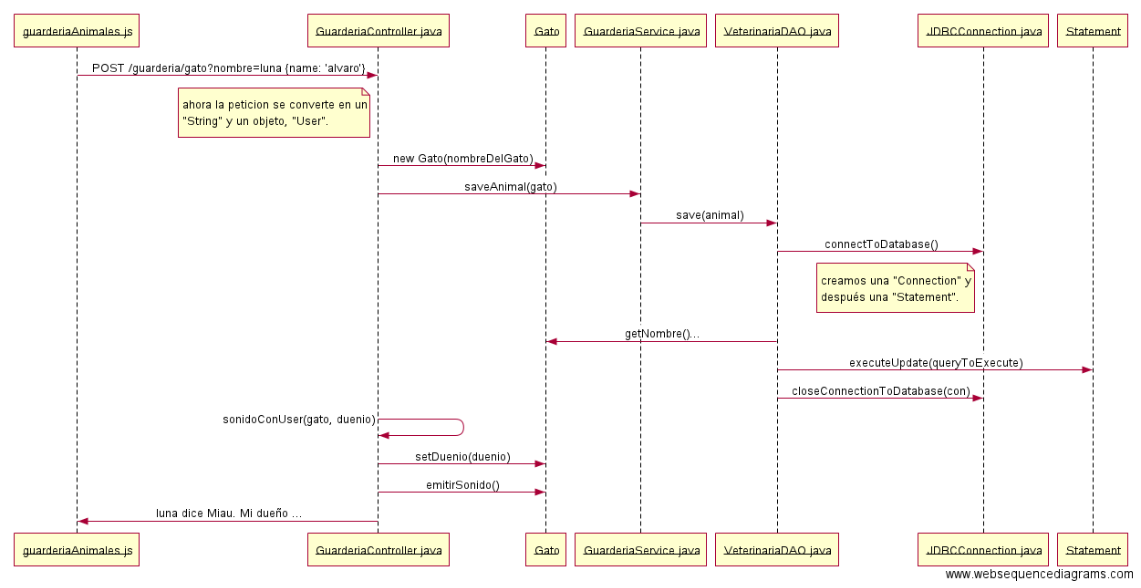 guarderiaAnimales.js
GuarderiaController.java
Gato
GuarderiaService.java
VeterinariaDAO.java
JDBCConnection.java
Statement
POST /guarderia/gato?nombre=luna {name: 'alvaro'}
ahora la peticion se converte en un
"String" y un objeto, "User".
new Gato(nombreDelGato)
saveAnimal(gato)
save(animal)
connectToDatabase()
creamos una "Connection" y
después una "Statement".
getNombre()...
executeUpdate(queryToExecute)
closeConnectionToDatabase(con)
sonidoConUser(gato, duenio)
setDuenio(duenio)
emitirSonido()
luna dice Miau. Mi dueño ...
guarderiaAnimales.js
GuarderiaController.java
Gato
GuarderiaService.java
VeterinariaDAO.java
JDBCConnection.java
Statement
www.websequencediagrams.com